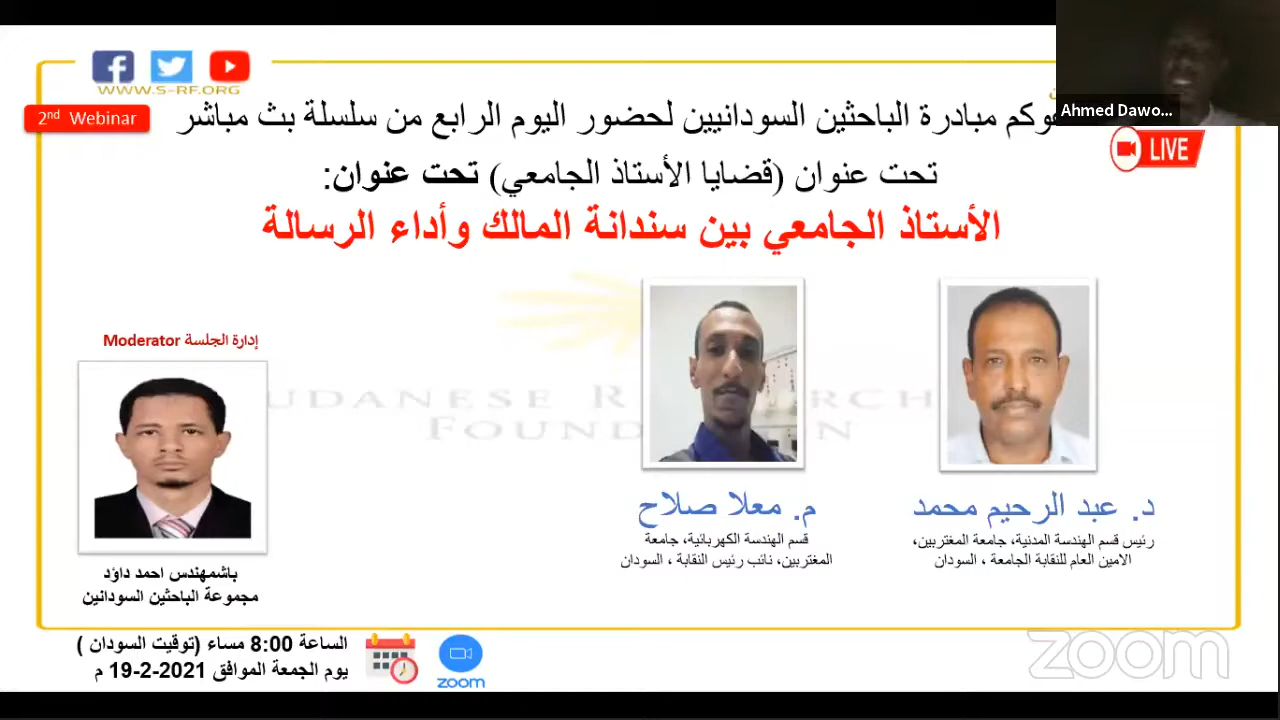 WWW.S-RF.ORG
2nd Webinar
Ahmed Dawo...
مبادرة الباحثين السودانيين لحضور اليوم الرابع من سلسلة بث مباشر
LIVE
تحت عنوان (قضايا الأستاذ الجامعي) تحت عنوان:
الأستاذ الجامعي بين سندانة المالك وأداء الرسالة
إدارة الجلسة Moderator
د. عبد الرحيم محمد
رئيس قسم الهندسة المدنية، جامعة المغتربين،
الامين العام للنقابة الجامعة ، السودان
م. معلا صلاح
قسم الهندسة الكهربائية، جامعة
المغتربين، نائب رئيس النقابة ، السودان
باشمهندس احمد داؤد
مجموعة الباحثين السودانين
الساعة 8:00 مساء (توقيت السودان )
يوم الجمعة الموافق 2021-2-19 م
zoom
zoom